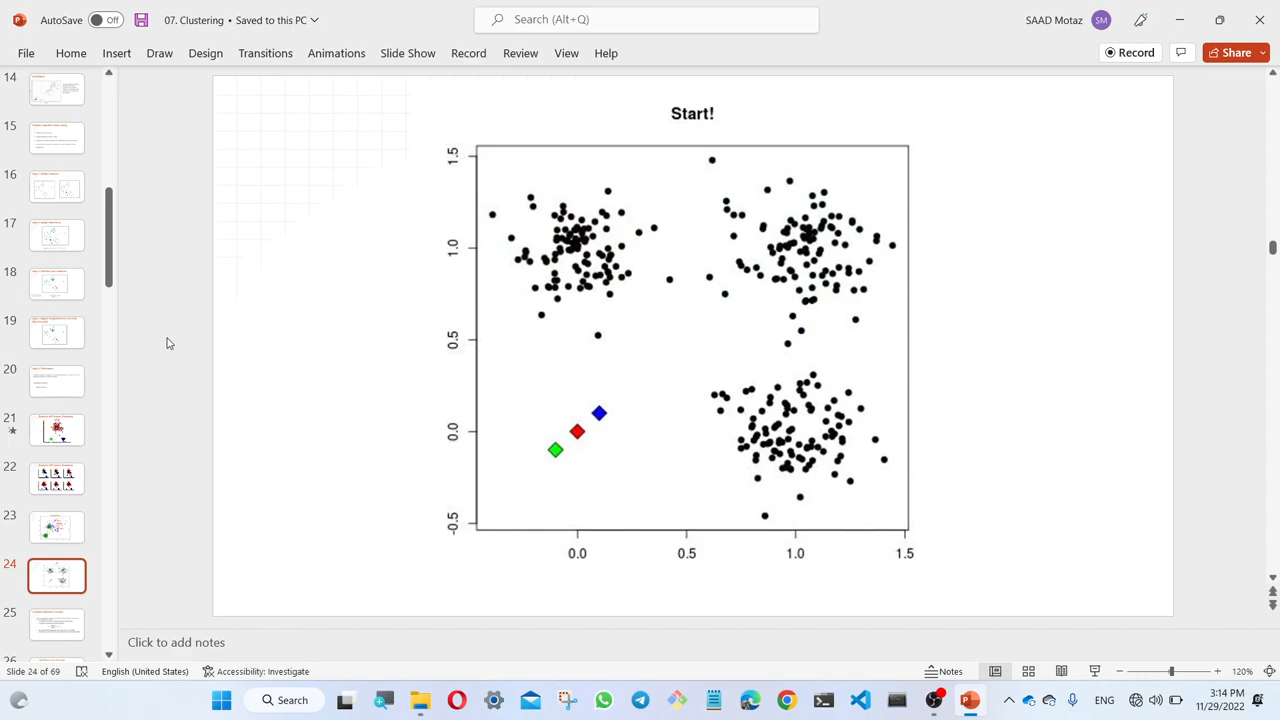 AutoSave Off 07. Clustering • Saved to this PC Search (Alt+Q) SAAD Motaz SM
File Home Insert Draw Design Transitions Animations Slide Show Record Review View Help Record Share
14
15
16
17
18
19
20
21
22
23
24
25
26
Start!
1.5
1.0
0.5
0.0
-0.5
0.0 0.5 1.0 1.5
Click to add notes
Slide 24 of 69 English (United States) Accessibility: Investigate Notes 120%
Search ENG 3:14 PM
11/29/2022